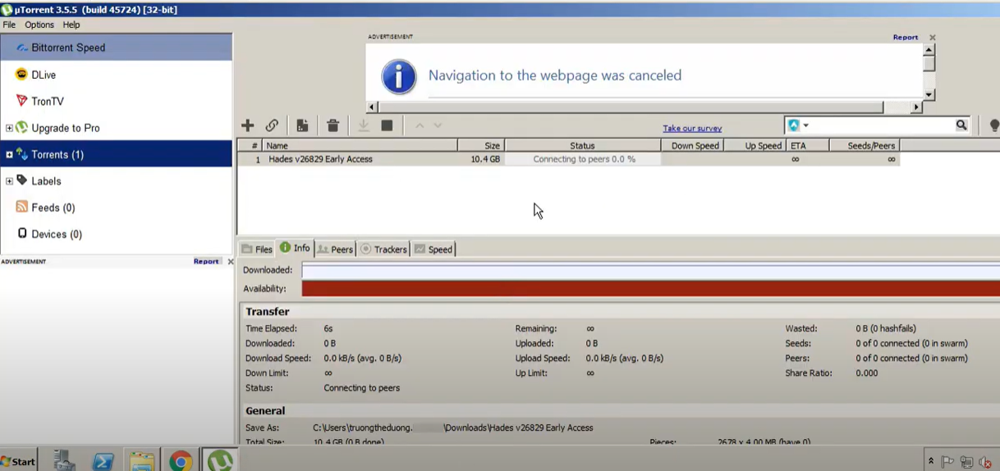 µTorrent 3.5.5 (build 45724) [32-bit]
File Options Help
Bittorrent Speed
DLive
TronTV
Upgrade to Pro
Torrents (1)
Labels
Feeds (0)
Devices (0)
ADVERTISEMENT Report
ADVERTISEMENT Report
Navigation to the webpage was canceled
Take our survey
# Name Size Status Down Speed Up Speed ETA Seeds/Peers
1 Hades v26829 Early Access 10.4 GB Connecting to peers 0.0 % ∞ ∞
Files Info Peers Trackers Speed
Downloaded:
Availability:
Transfer
Time Elapsed: 6s Remaining: ∞ Wasted: 0 B (0 hashfails)
Downloaded: 0 B Uploaded: 0 B Seeds: 0 of 0 connected (0 in swarm)
Download Speed: 0.0 kB/s (avg. 0 B/s) Upload Speed: 0.0 kB/s (avg. 0 B/s) Peers: 0 of 0 connected (0 in swarm)
Down Limit: ∞ Up Limit: ∞ Share Ratio: 0.000
Status: Connecting to peers
General
Save As: C:\Users\truongtheduong. \Downloads\Hades v26829 Early Access
Total Size: 10.4 GB (0 B done) Pieces: 2678 x 4.00 MB (have 0)
Start